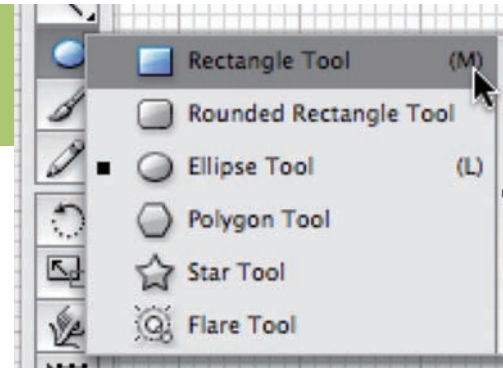 Rectangle Tool (M)
Rounded Rectangle Tool
Ellipse Tool (L)
Polygon Tool
Star Tool
Flare Tool